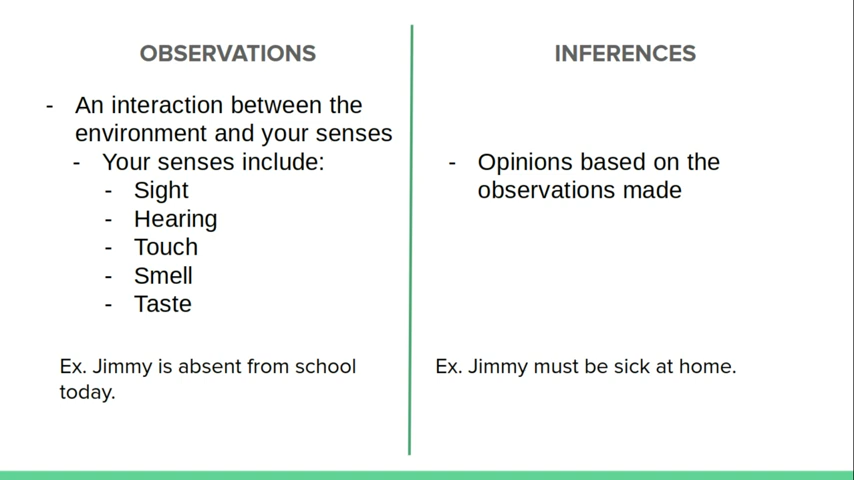 OBSERVATIONS
- An interaction between the
environment and your senses
- Your senses include:
- Sight
- Hearing
- Touch
- Smell
- Taste
Ex. Jimmy is absent from school
today.
INFERENCES
- Opinions based on the
observations made
Ex. Jimmy must be sick at home.